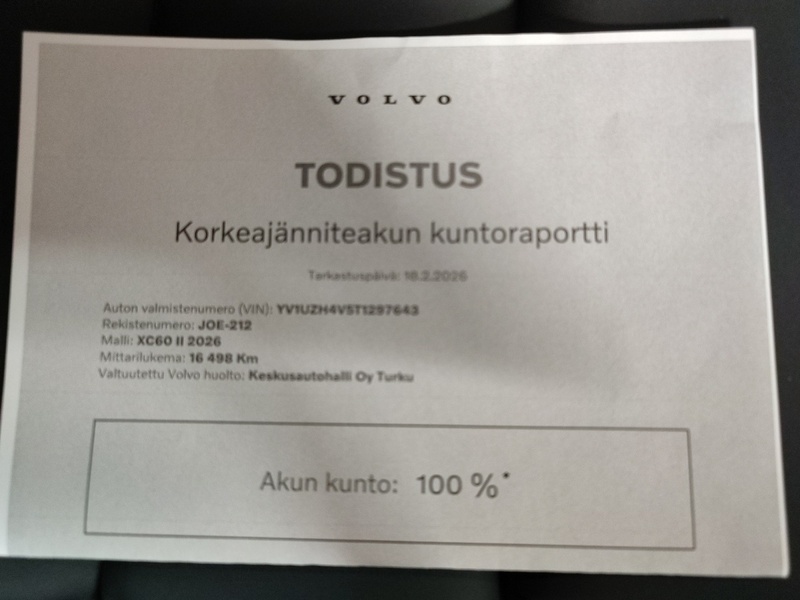 VOLVO
TODISTUS
Korkeajänniteakun kuntoraportti
Tarkastuspäivä: 18.2.2026
Auton valmistenumero (VIN): YV1UZH4V5T1297643
Rekistenumero: JOE-212
Malli: XC60 II 2026
Mittarilukema: 16 498 Km
Valtuutettu Volvo huolto: Keskusautohalli Oy Turku
Akun kunto: 100 %*